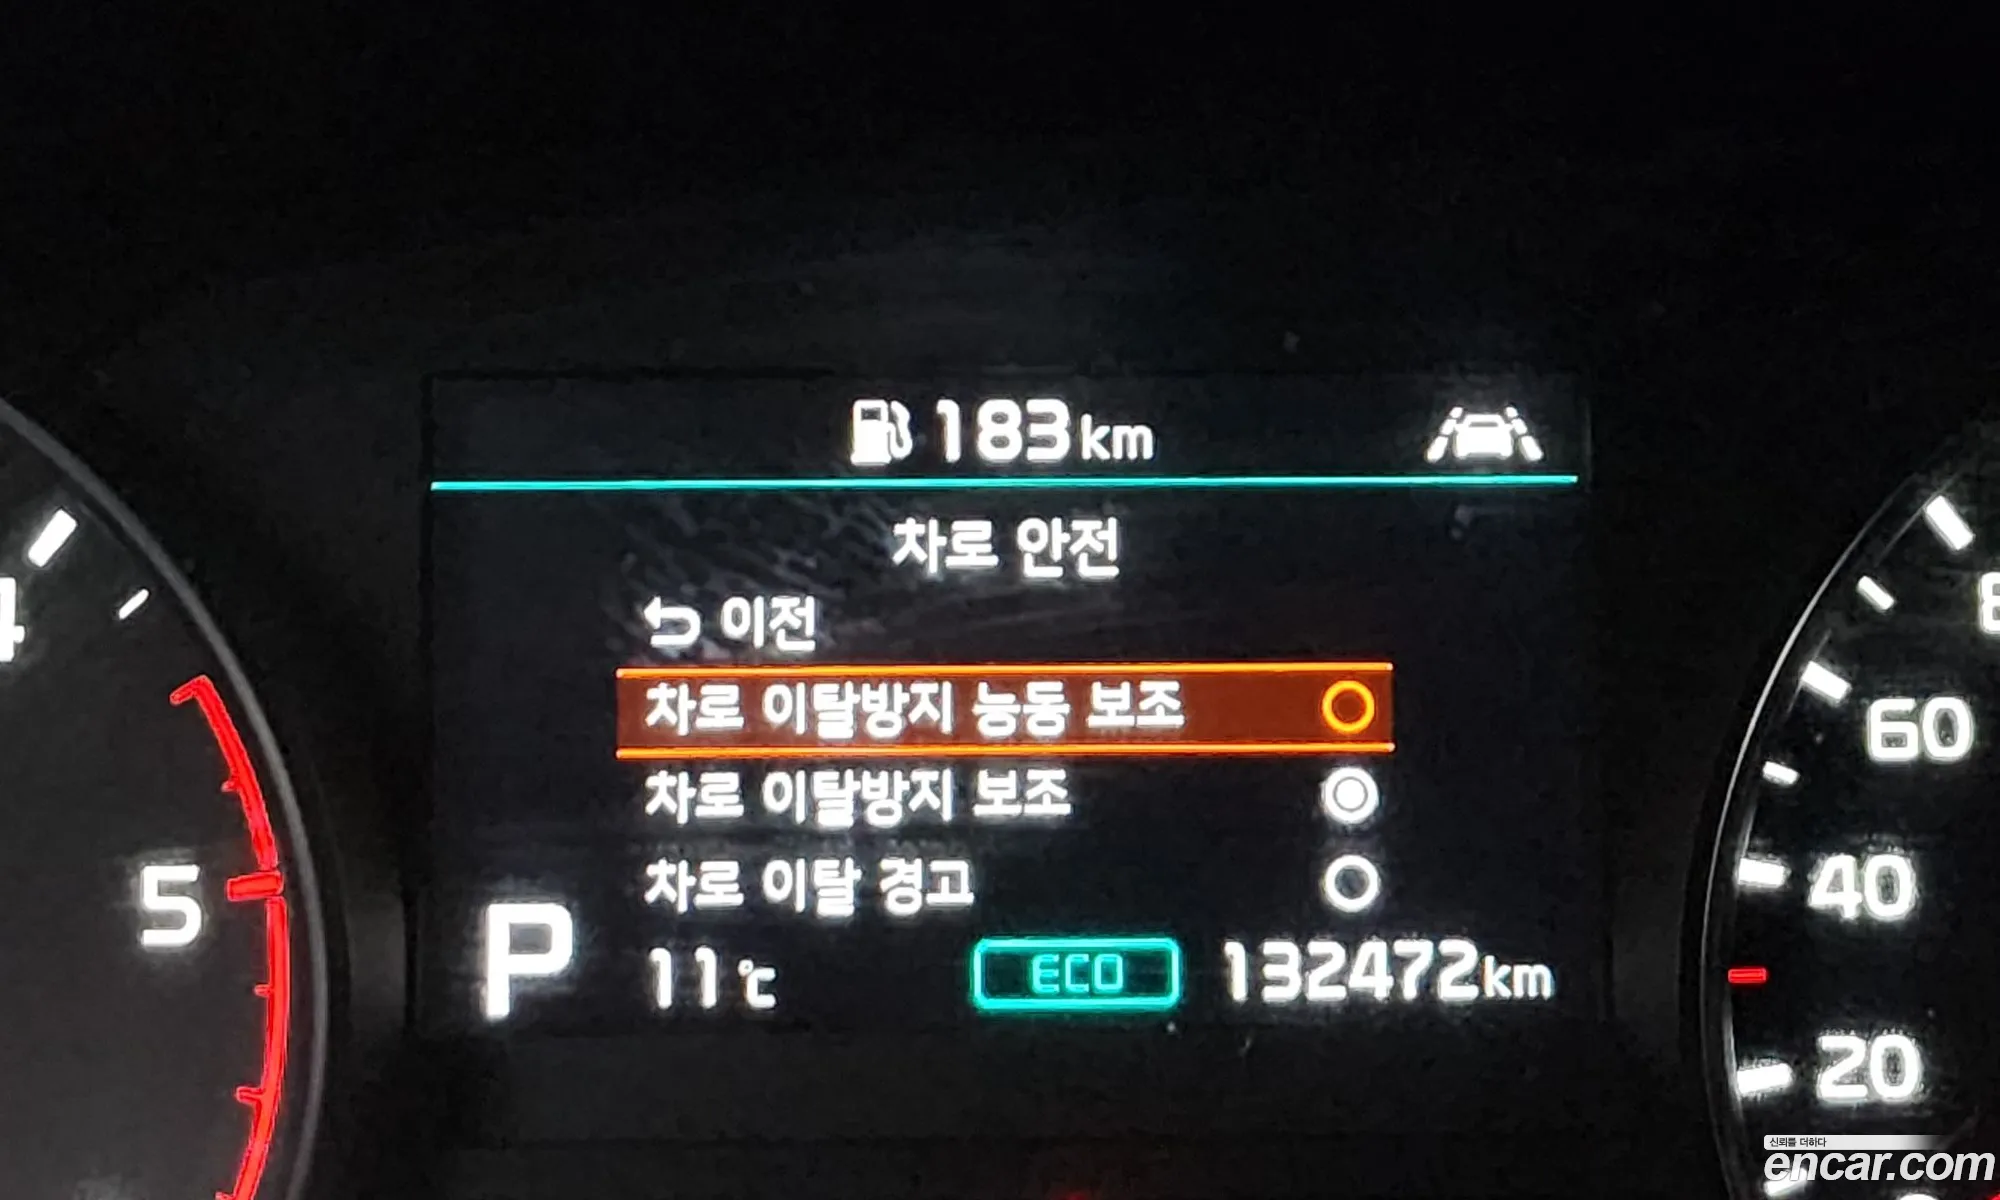 183km
차로 안전
이전
차로 이탈방지 능동 보조
차로 이탈방지 보조
차로 이탈 경고
P
11℃
ECO
132472km
4
5
60
40
20
신뢰를 더하다
encar.com